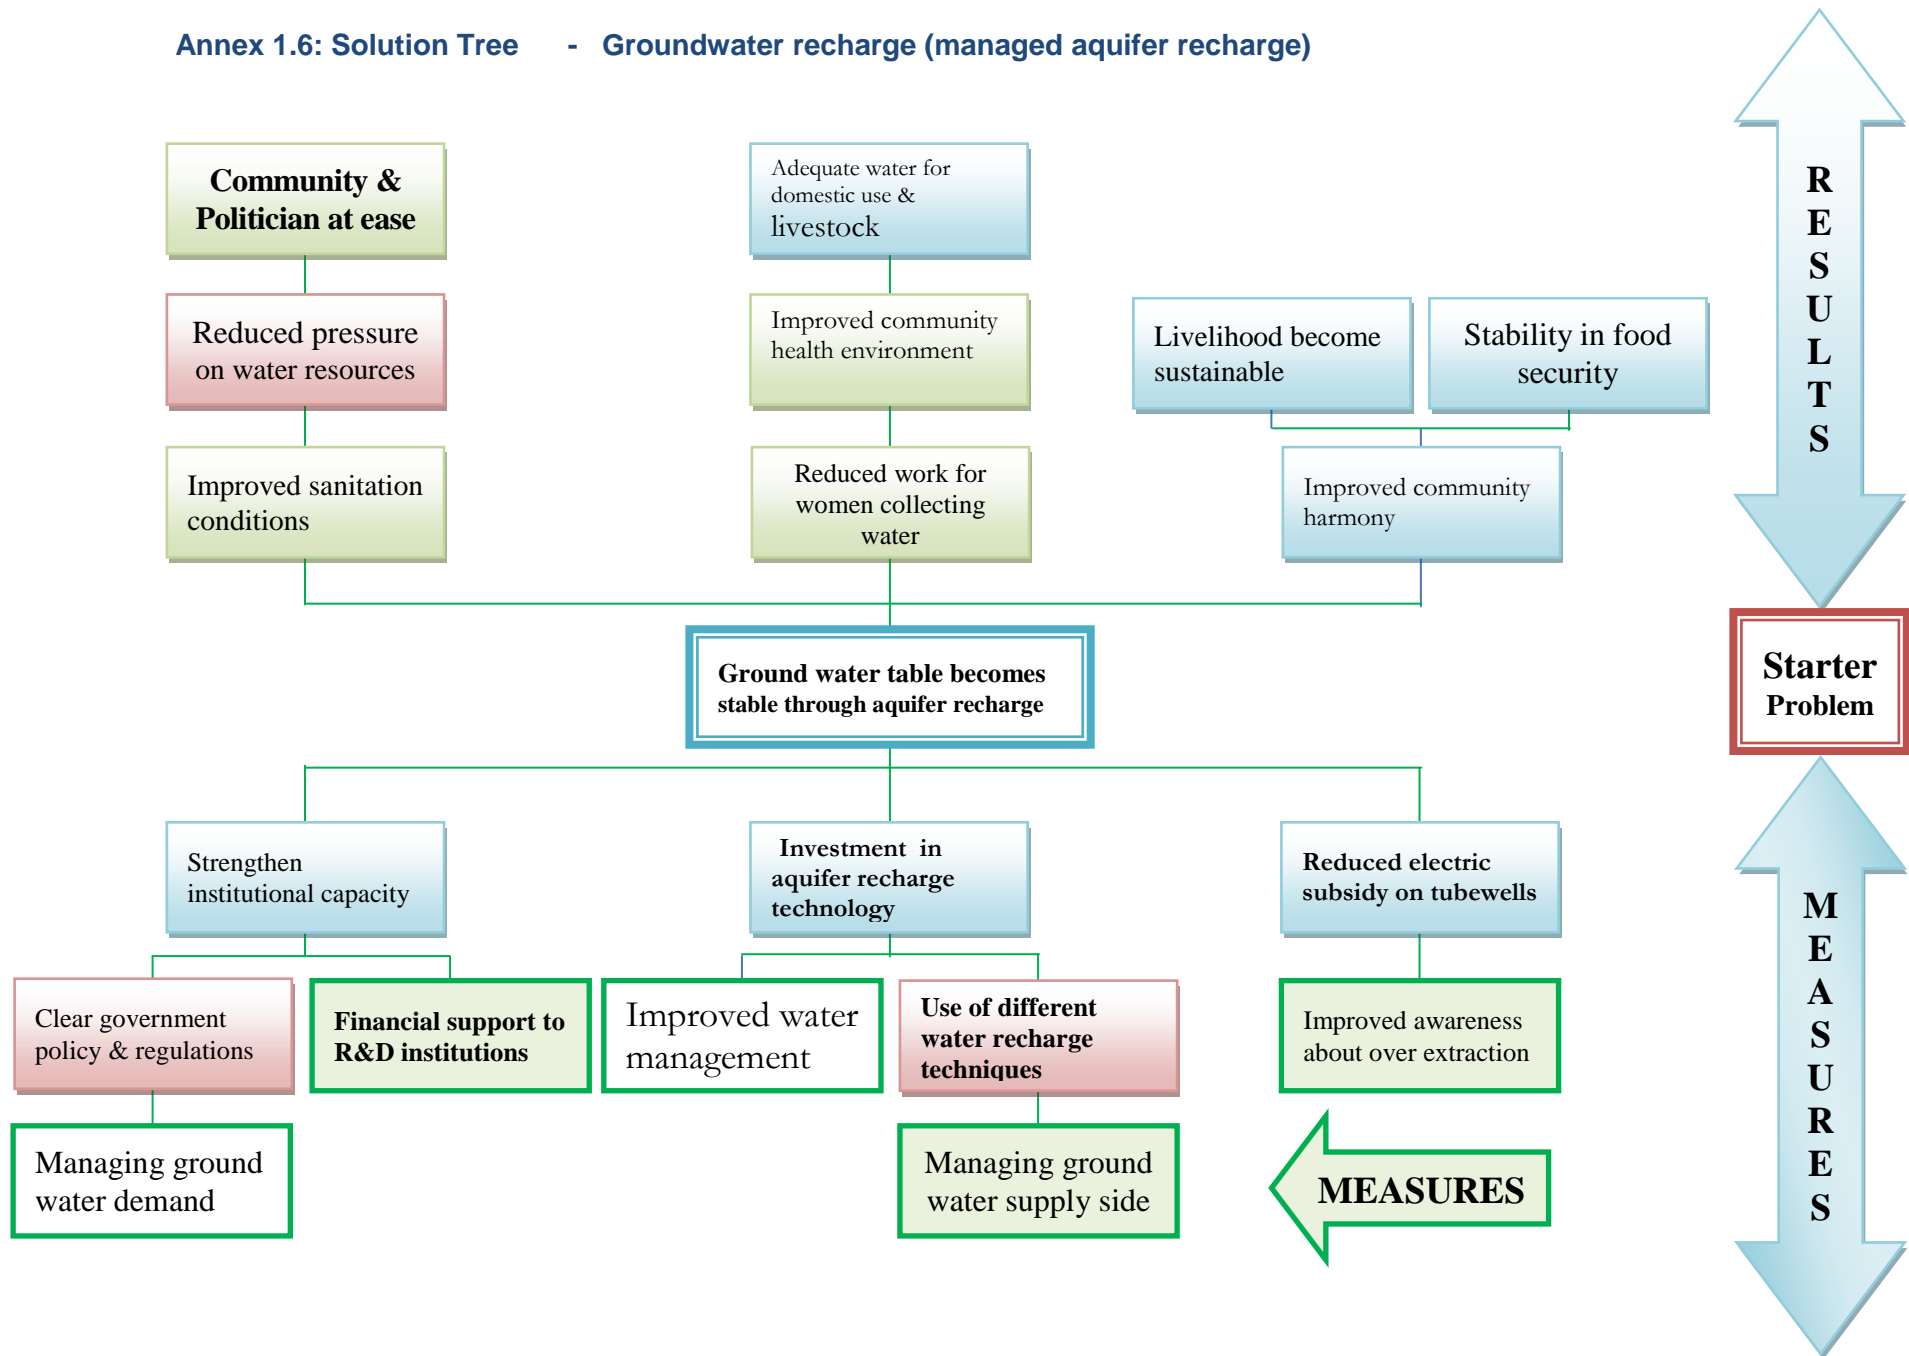 Annex 1.6: Solution Tree - Groundwater recharge (managed aquifer recharge)
Community &
Politician at ease
Adequate water for
domestic use &
livestock
Reduced pressure
on water resources
Improved community
health environment
Livelihood become
sustainable
Stability in food
security
Improved sanitation
conditions
Reduced work for
women collecting
water
Improved community
harmony
Ground water table becomes
stable through aquifer recharge
Strengthen
institutional capacity
Investment in
aquifer recharge
technology
Reduced electric
subsidy on tubewells
Clear government
policy & regulations
Financial support to
R&D institutions
Improved water
management
Use of different
water recharge
techniques
Improved awareness
about over extraction
Managing ground
water demand
Managing ground
water supply side
MEASURES
R
E
S
U
L
T
S
Starter
Problem
M
E
A
S
U
R
E
S